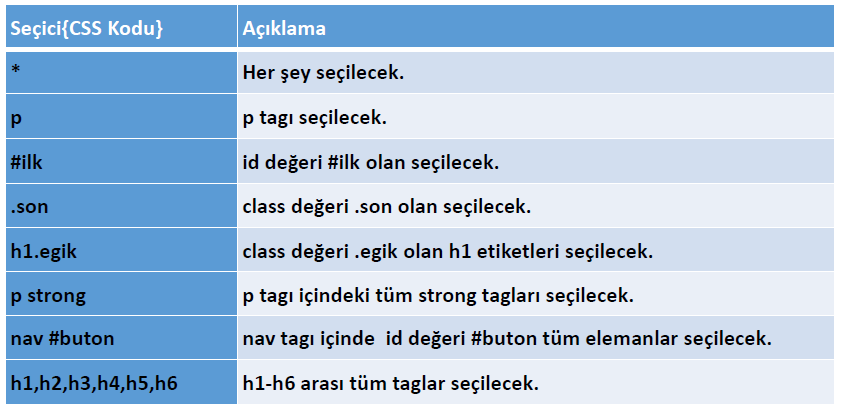 Seçici{CSS Kodu} Açıklama
* Her şey seçilecek.
p p tagı seçilecek.
#ilk id değeri #ilk olan seçilecek.
.son class değeri .son olan seçilecek.
h1.egik class değeri .egik olan h1 etiketleri seçilecek.
p strong p tagı içindeki tüm strong tagları seçilecek.
nav #buton nav tagı içinde id değeri #buton tüm elemanlar seçilecek.
h1,h2,h3,h4,h5,h6 h1-h6 arası tüm taglar seçilecek.